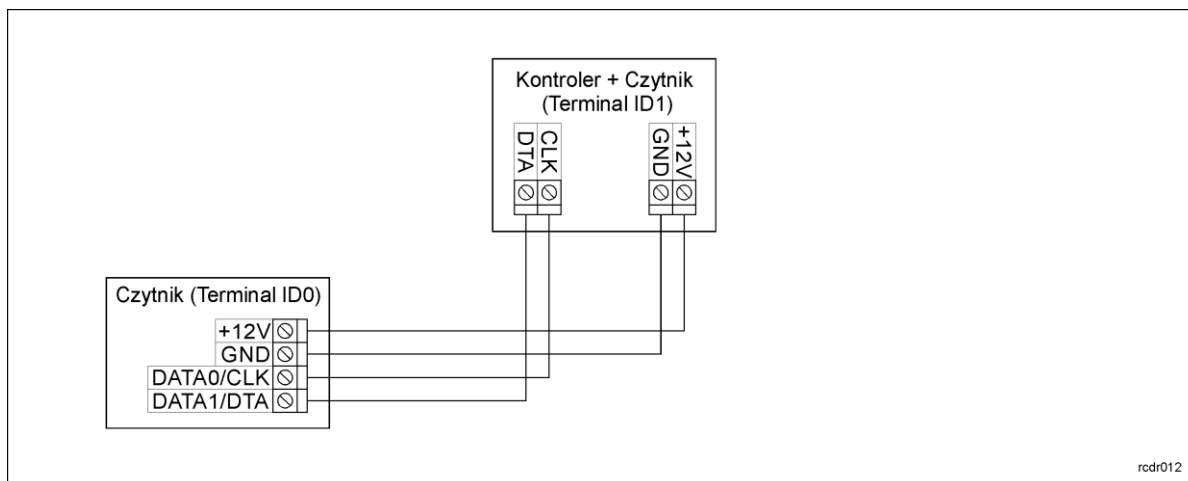 Kontroler + Czytnik
(Terminal ID1)
DTA
CLK
GND
+12V
Czytnik (Terminal ID0)
+12V
GND
DATA0/CLK
DATA1/DTA
rcdr012